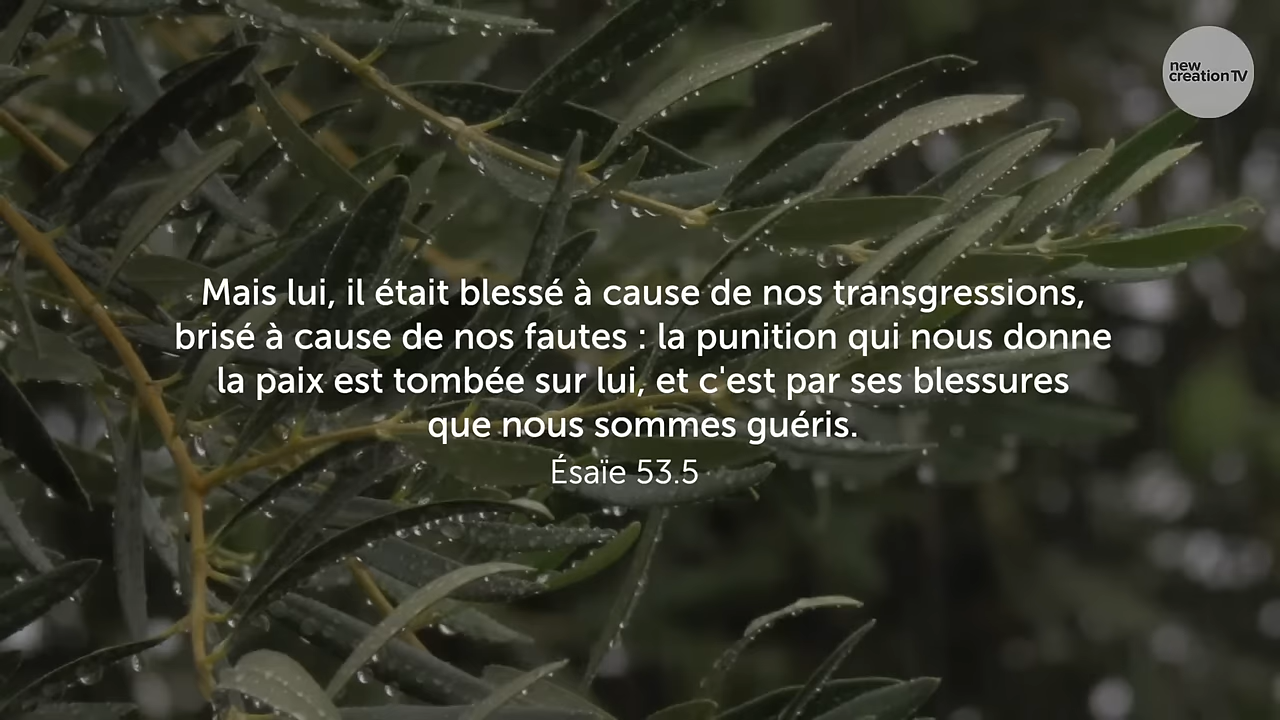 new
creation TV
Mais lui, il était blessé à cause de nos transgressions,
brisé à cause de nos fautes : la punition qui nous donne
la paix est tombée sur lui, et c'est par ses blessures
que nous sommes guéris.
Ésaïe 53.5